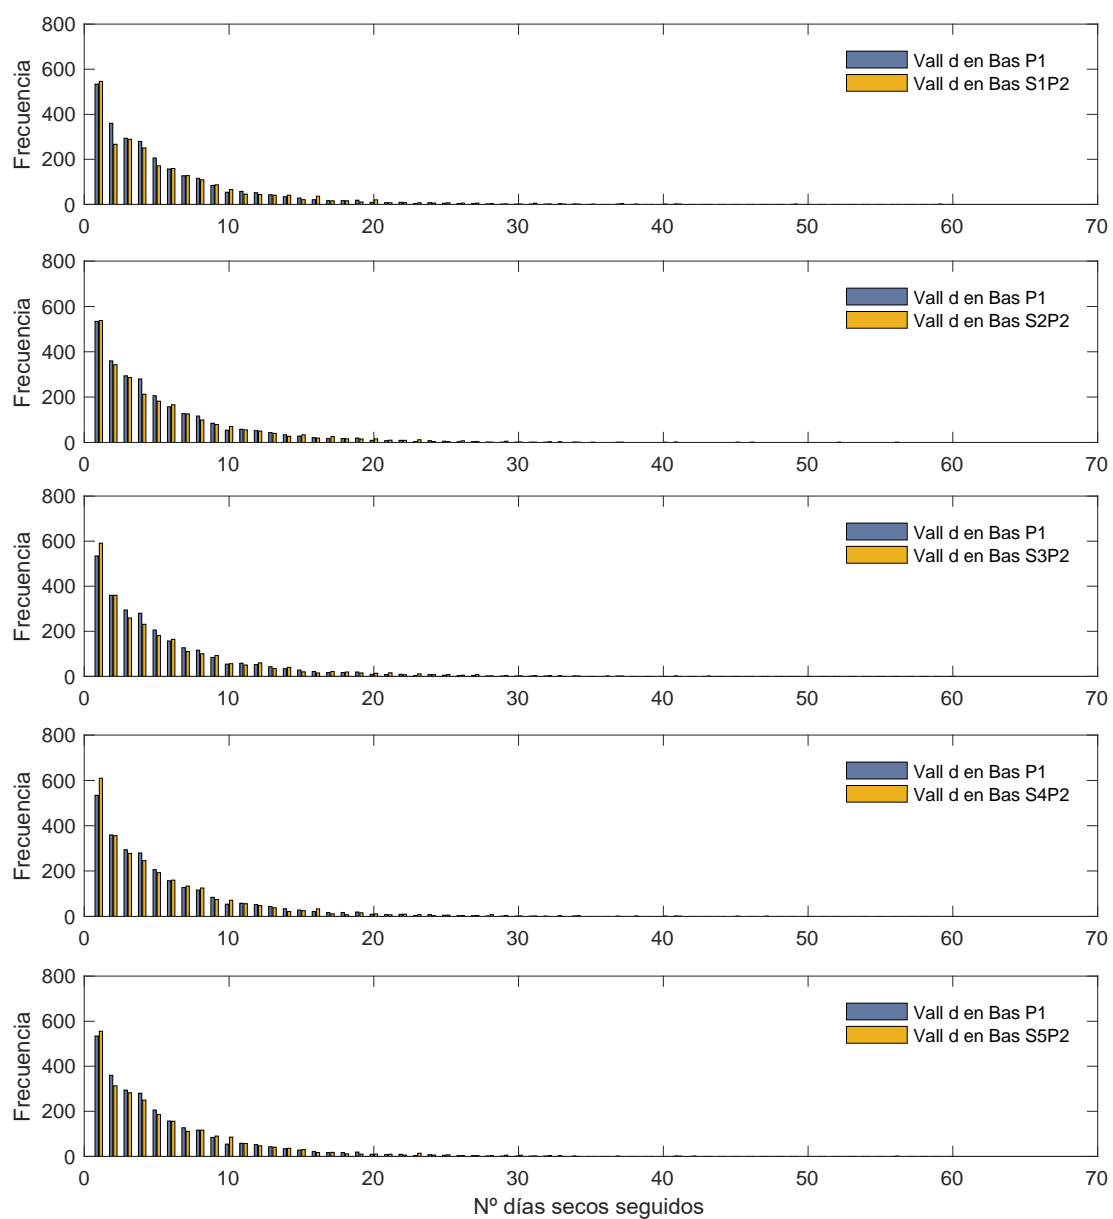 800
600
400
200
0
Frecuencia
Vall d en Bas P1
Vall d en Bas S1P2
0 10 20 30 40 50 60 70
800
600
400
200
0
Frecuencia
Vall d en Bas P1
Vall d en Bas S2P2
0 10 20 30 40 50 60 70
800
600
400
200
0
Frecuencia
Vall d en Bas P1
Vall d en Bas S3P2
0 10 20 30 40 50 60 70
800
600
400
200
0
Frecuencia
Vall d en Bas P1
Vall d en Bas S4P2
0 10 20 30 40 50 60 70
800
600
400
200
0
Frecuencia
Vall d en Bas P1
Vall d en Bas S5P2
0 10 20 30 40 50 60 70
Nº días secos seguidos